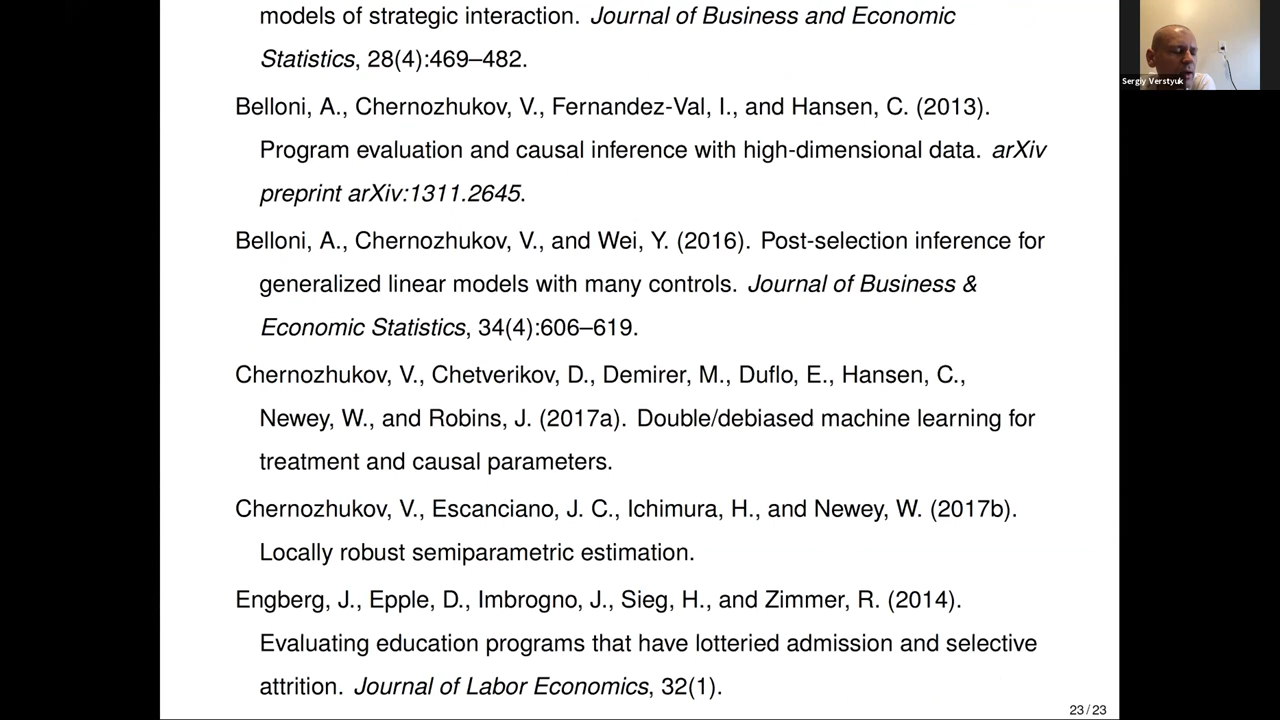 models of strategic interaction. Journal of Business and Economic
Statistics, 28(4):469–482.
Belloni, A., Chernozhukov, V., Fernandez-Val, I., and Hansen, C. (2013).
Program evaluation and causal inference with high-dimensional data. arXiv
preprint arXiv:1311.2645.
Belloni, A., Chernozhukov, V., and Wei, Y. (2016). Post-selection inference for
generalized linear models with many controls. Journal of Business &
Economic Statistics, 34(4):606–619.
Chernozhukov, V., Chetverikov, D., Demirer, M., Duflo, E., Hansen, C.,
Newey, W., and Robins, J. (2017a). Double/debiased machine learning for
treatment and causal parameters.
Chernozhukov, V., Escanciano, J. C., Ichimura, H., and Newey, W. (2017b).
Locally robust semiparametric estimation.
Engberg, J., Epple, D., Imbrogno, J., Sieg, H., and Zimmer, R. (2014).
Evaluating education programs that have lotteried admission and selective
attrition. Journal of Labor Economics, 32(1).
23 / 23
Sergiy Verstyuk